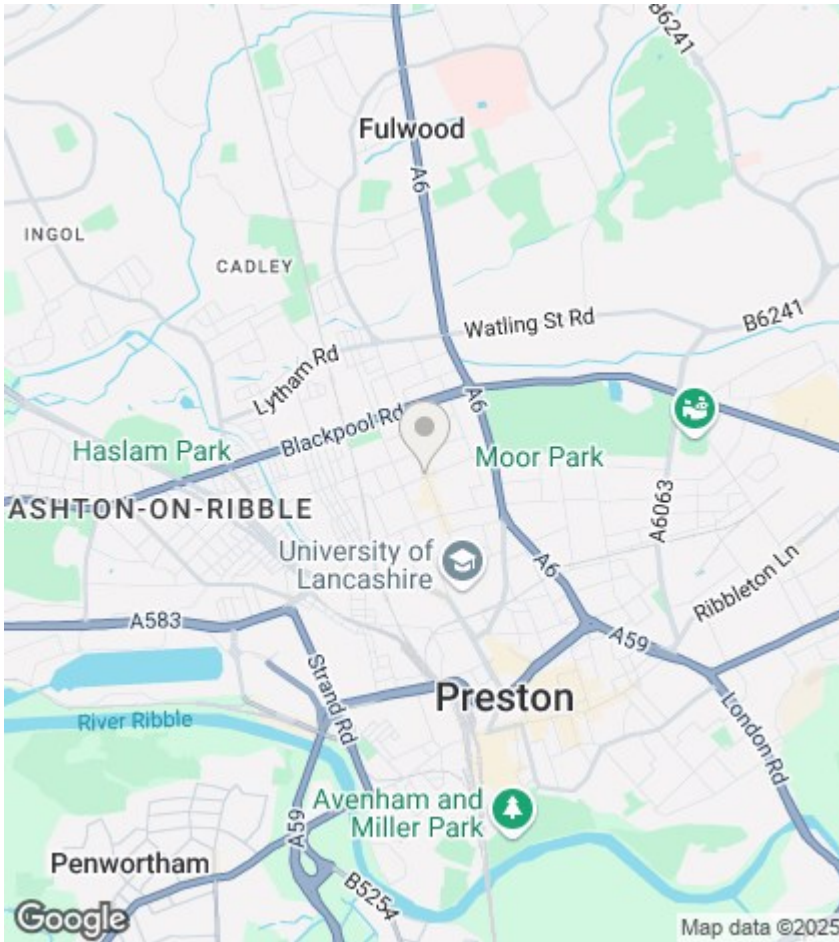 B6241
Fulwood
A6
INGOL
CADLEY
Watling St Rd
B6241
Lytham Rd
Blackpool Rd
A6
Haslam Park
Moor Park
ASHTON-ON-RIBBLE
A6063
University of
Lancashire
A6
Ribbleton Ln
A583
A59
Strand Rd
Preston
River Ribble
London Rd
Avenham and
Miller Park
A59
Penwortham
B5254
Google
Map data ©2025